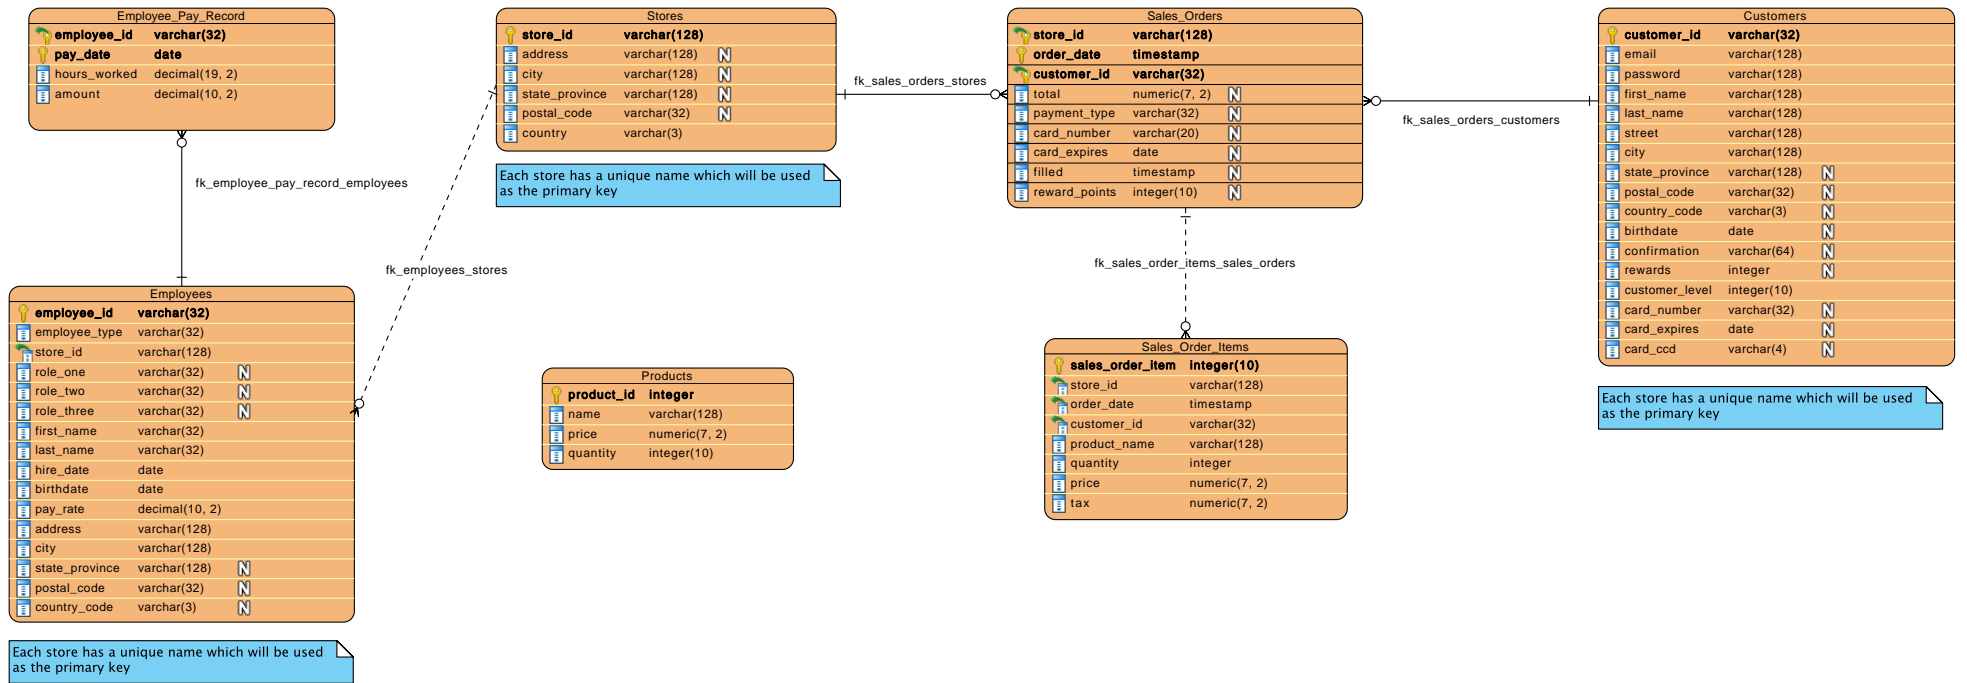 Employee_Pay_Record
employee_id varchar(32)
pay_date date
hours_worked decimal(19, 2)
amount decimal(10, 2)
fk_employee_pay_record_employees
Employees
employee_id varchar(32)
employee_type varchar(32)
store_id varchar(128)
role_one varchar(32) N
role_two varchar(32) N
role_three varchar(32) N
first_name varchar(32)
last_name varchar(32)
hire_date date
birthdate date
pay_rate decimal(10, 2)
address varchar(128)
city varchar(128)
state_province varchar(128) N
postal_code varchar(32) N
country_code varchar(3) N
Each store has a unique name which will be used
as the primary key
fk_employees_stores
Stores
store_id varchar(128)
address varchar(128) N
city varchar(128) N
state_province varchar(128) N
postal_code varchar(32) N
country varchar(3)
Each store has a unique name which will be used
as the primary key
Products
product_id integer
name varchar(128)
price numeric(7, 2)
quantity integer(10)
fk_sales_orders_stores
Sales_Orders
store_id varchar(128)
order_date timestamp
customer_id varchar(32)
total numeric(7, 2) N
payment_type varchar(32) N
card_number varchar(20) N
card_expires date N
filled timestamp N
reward_points integer(10) N
fk_sales_order_items_sales_orders
Sales_Order_Items
sales_order_item integer(10)
store_id varchar(128)
order_date timestamp
customer_id varchar(32)
product_name varchar(128)
quantity integer
price numeric(7, 2)
tax numeric(7, 2)
fk_sales_orders_customers
Customers
customer_id varchar(32)
email varchar(128)
password varchar(128)
first_name varchar(128)
last_name varchar(128)
street varchar(128)
city varchar(128)
state_province varchar(128) N
postal_code varchar(32) N
country_code varchar(3) N
birthdate date N
confirmation varchar(64) N
rewards integer N
customer_level integer(10)
card_number varchar(32) N
card_expires date N
card_ccd varchar(4) N
Each store has a unique name which will be used
as the primary key